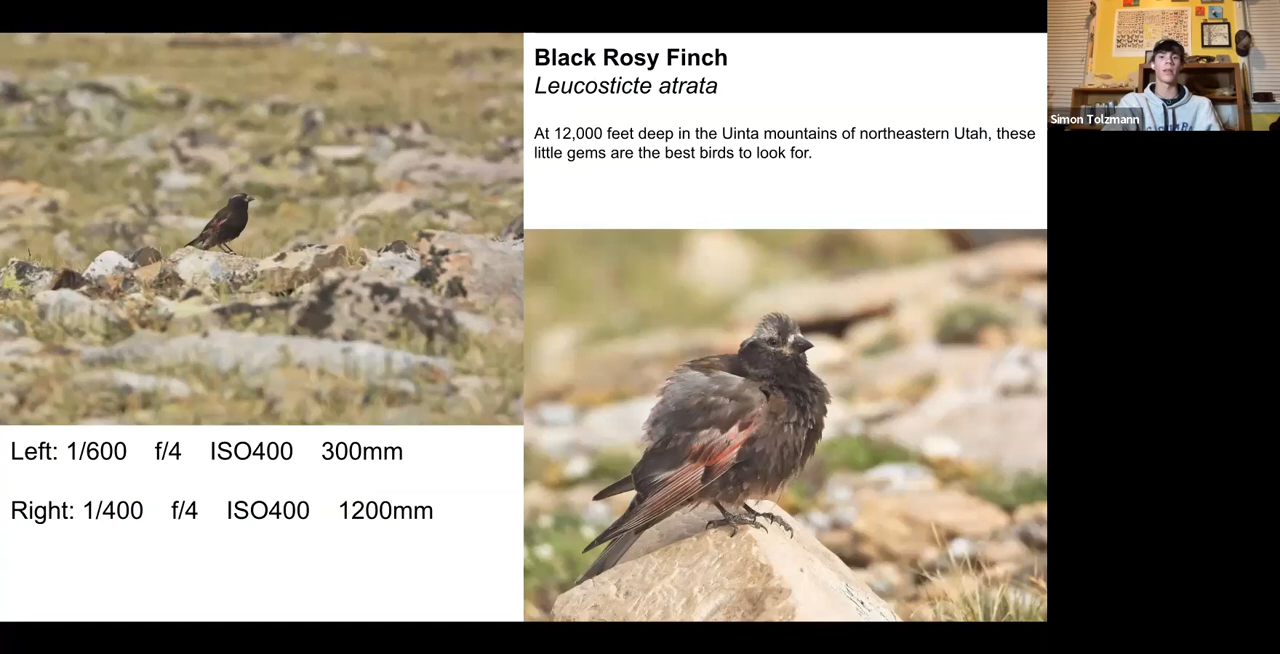 Black Rosy Finch
Leucosticte atrata
At 12,000 feet deep in the Uinta mountains of northeastern Utah, these
little gems are the best birds to look for.
Simon Tolzmann
Left: 1/600 f/4 ISO400 300mm
Right: 1/400 f/4 ISO400 1200mm